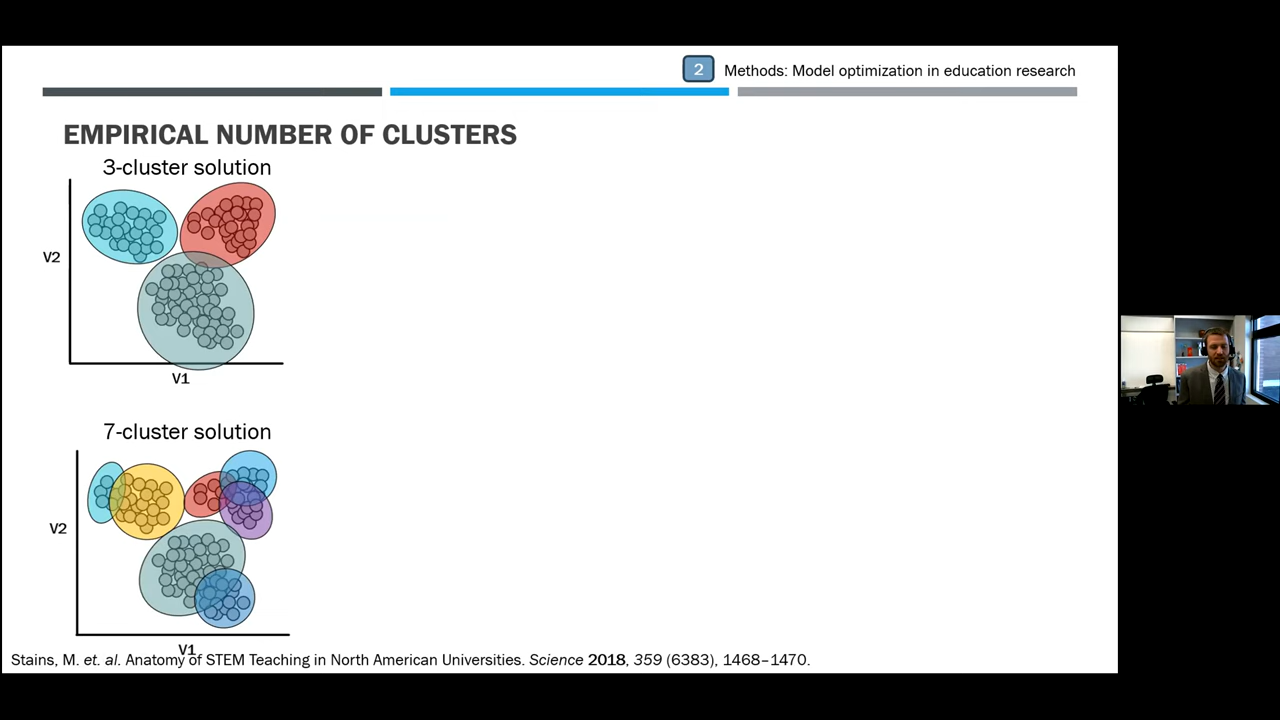 2 Methods: Model optimization in education research
EMPIRICAL NUMBER OF CLUSTERS
3-cluster solution
V2
V1
7-cluster solution
V2
V1
Stains, M. et. al. Anatomy of STEM Teaching in North American Universities. Science 2018, 359 (6383), 1468–1470.